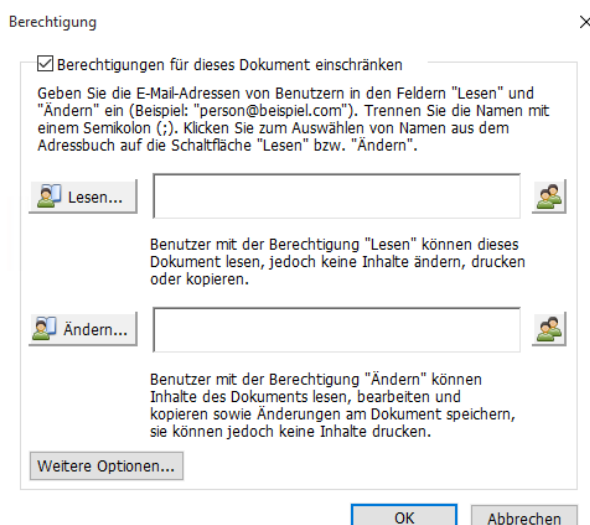 Berechtigung
Berechtigungen für dieses Dokument einschränken
Geben Sie die E-Mail-Adressen von Benutzern in den Feldern "Lesen" und
"Ändern" ein (Beispiel: "person@beispiel.com"). Trennen Sie die Namen mit
einem Semikolon (;). Klicken Sie zum Auswählen von Namen aus dem
Adressbuch auf die Schaltfläche "Lesen" bzw. "Ändern".
Lesen...
Benutzer mit der Berechtigung "Lesen" können dieses
Dokument lesen, jedoch keine Inhalte ändern, drucken
oder kopieren.
Ändern...
Benutzer mit der Berechtigung "Ändern" können
Inhalte des Dokuments lesen, bearbeiten und
kopieren sowie Änderungen am Dokument speichern,
sie können jedoch keine Inhalte drucken.
Weitere Optionen...
OK
Abbrechen